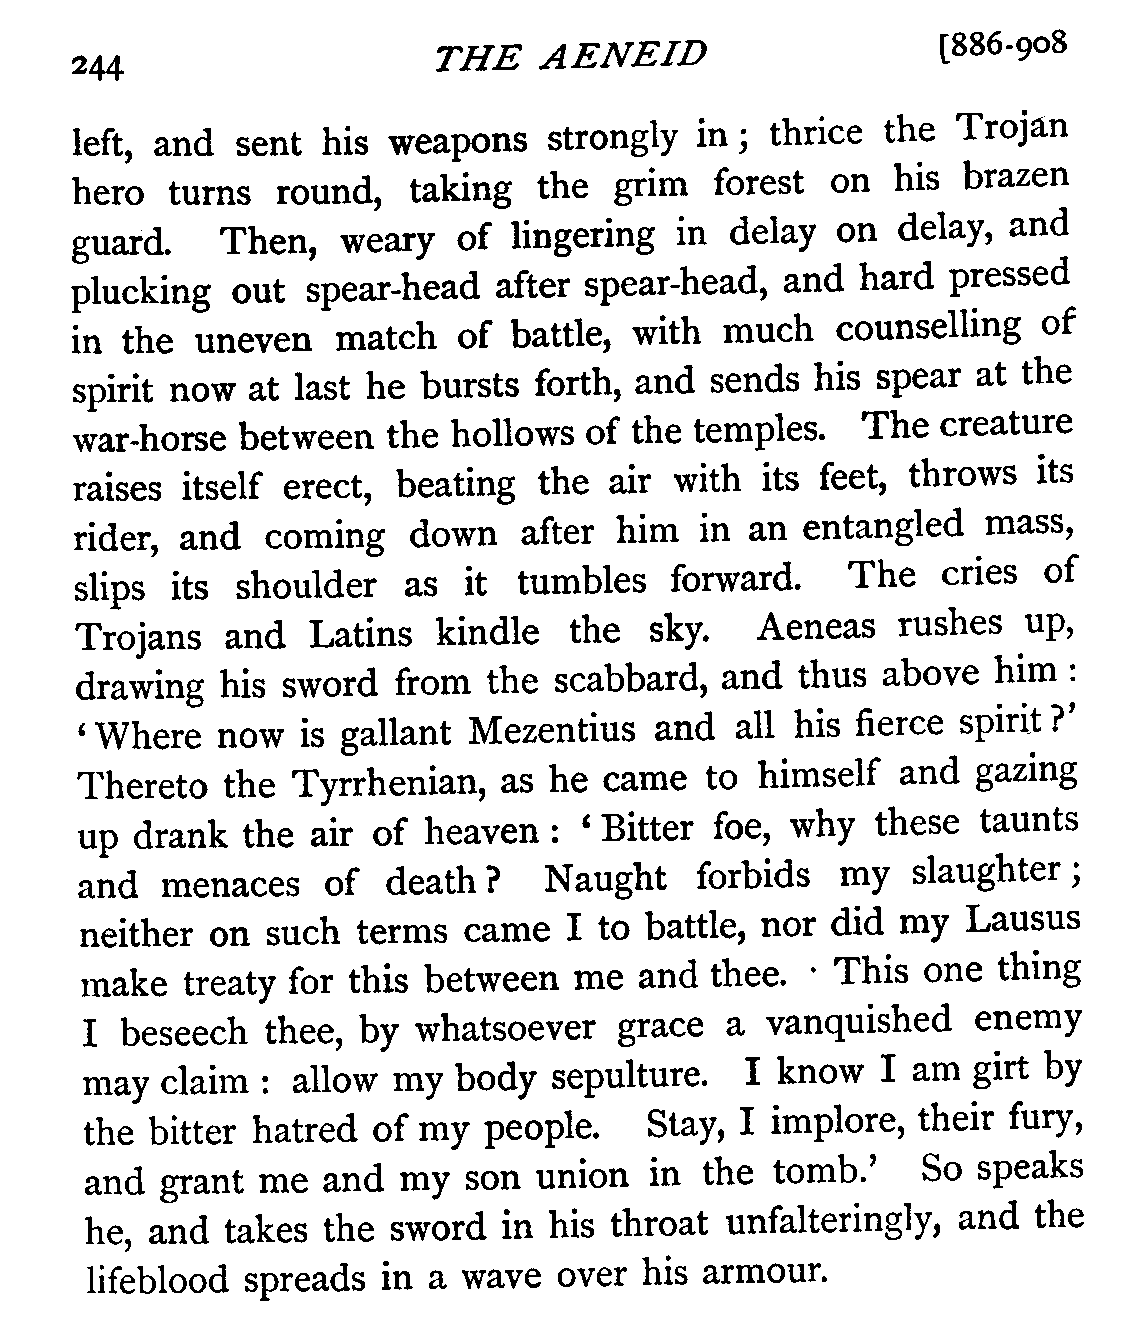 244 THE AENEID [886-908
left, and sent his weapons strongly in ; thrice the Trojan
hero turns round, taking the grim forest on his brazen
guard. Then, weary of lingering in delay on delay, and
plucking out spear-head after spear-head, and hard pressed
in the uneven match of battle, with much counselling of
spirit now at last he bursts forth, and sends his spear at the
war-horse between the hollows of the temples. The creature
raises itself erect, beating the air with its feet, throws its
rider, and coming down after him in an entangled mass,
slips its shoulder as it tumbles forward. The cries of
Trojans and Latins kindle the sky. Aeneas rushes up,
drawing his sword from the scabbard, and thus above him :
‘ Where now is gallant Mezentius and all his fierce spirit ?’
Thereto the Tyrrhenian, as he came to himself and gazing
up drank the air of heaven : ‘ Bitter foe, why these taunts
and menaces of death ? Naught forbids my slaughter ;
neither on such terms came I to battle, nor did my Lausus
make treaty for this between me and thee. · This one thing
I beseech thee, by whatsoever grace a vanquished enemy
may claim : allow my body sepulture. I know I am girt by
the bitter hatred of my people. Stay, I implore, their fury,
and grant me and my son union in the tomb.’ So speaks
he, and takes the sword in his throat unfalteringly, and the
lifeblood spreads in a wave over his armour.